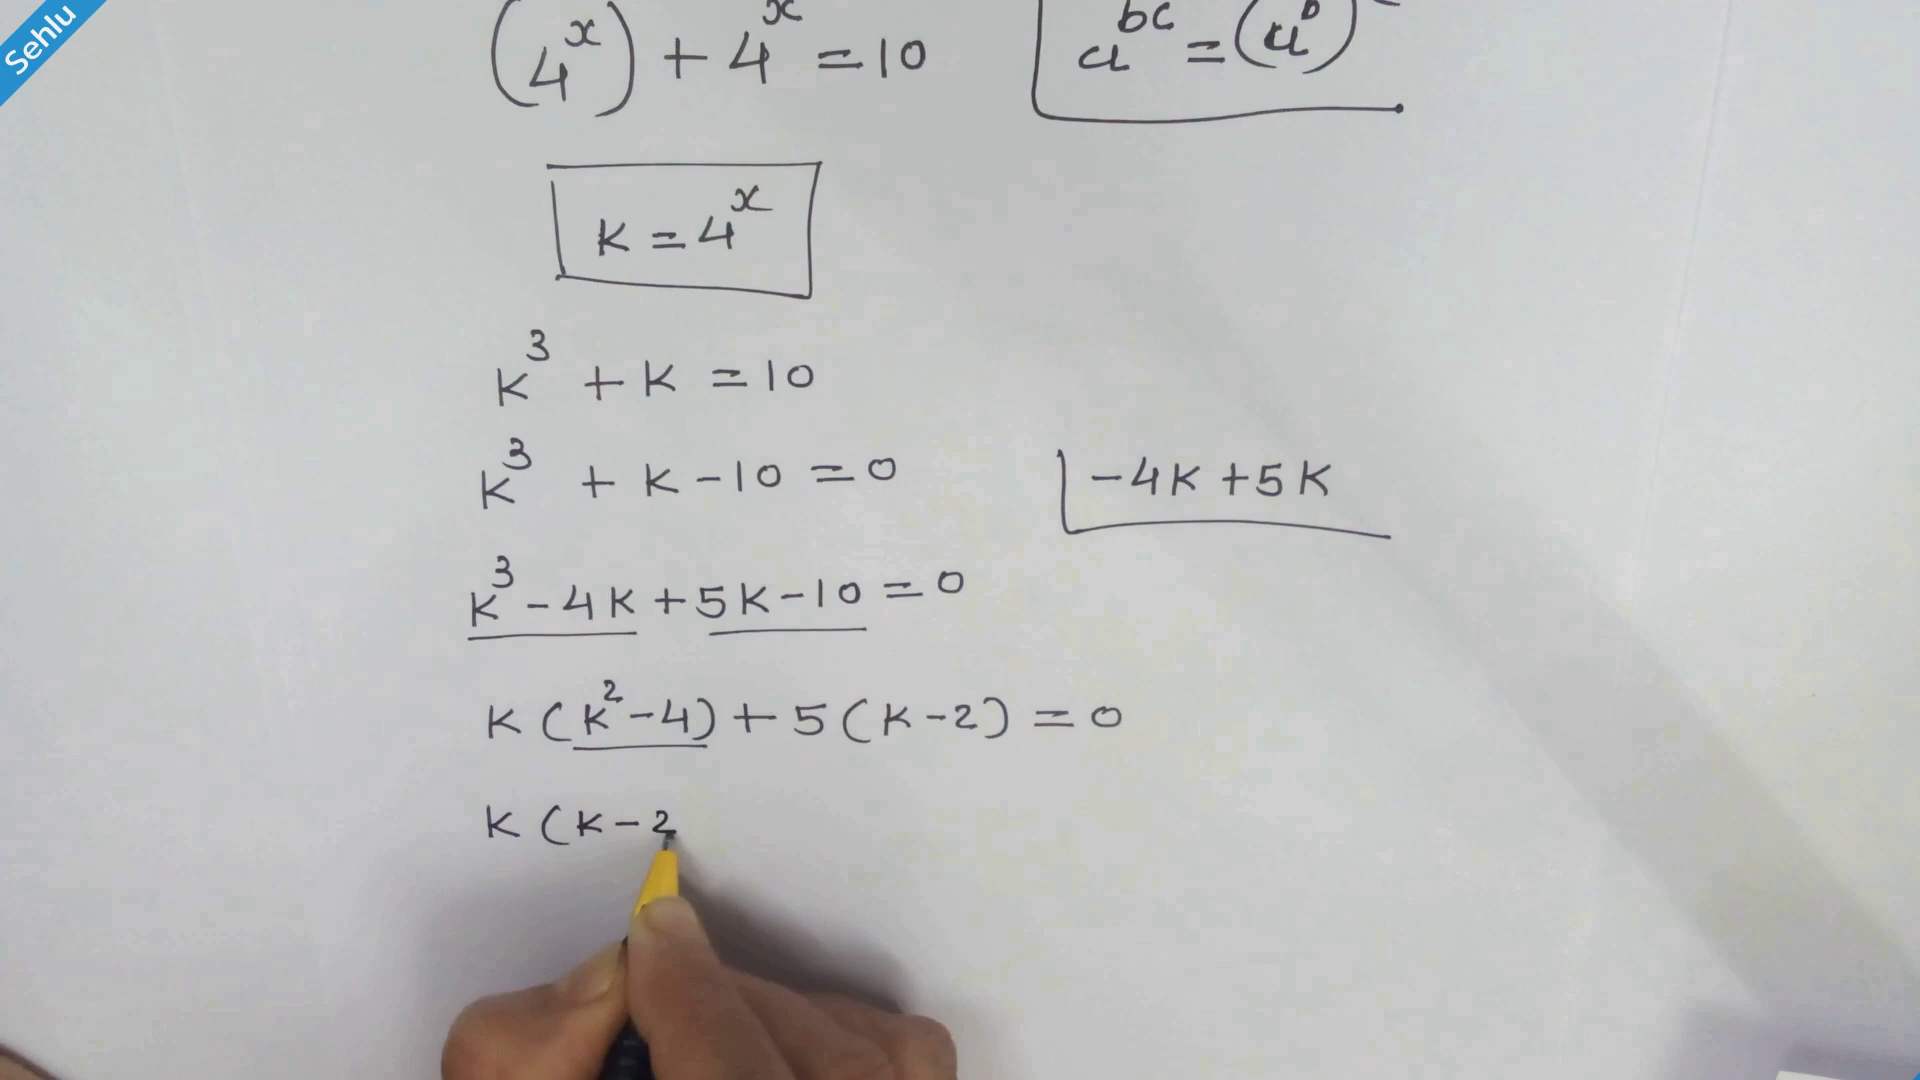 Sehlu
(4^x) + 4^x = 10
a^bc = (a^b)
K = 4^x
K^3 + K = 10
K^3 + K - 10 = 0
-4K + 5K
K^3 - 4K + 5K - 10 = 0
K (K^2 - 4) + 5 (K - 2) = 0
K (K - 2